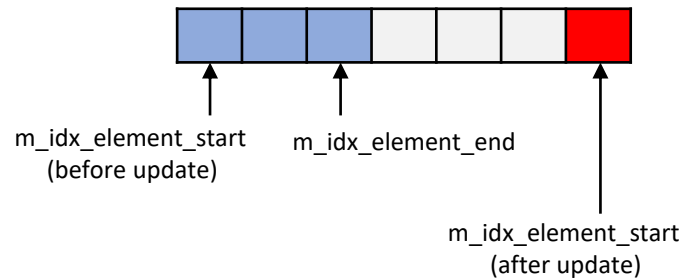 m_idx_element_start
(before update)
m_idx_element_end
m_idx_element_start
(after update)